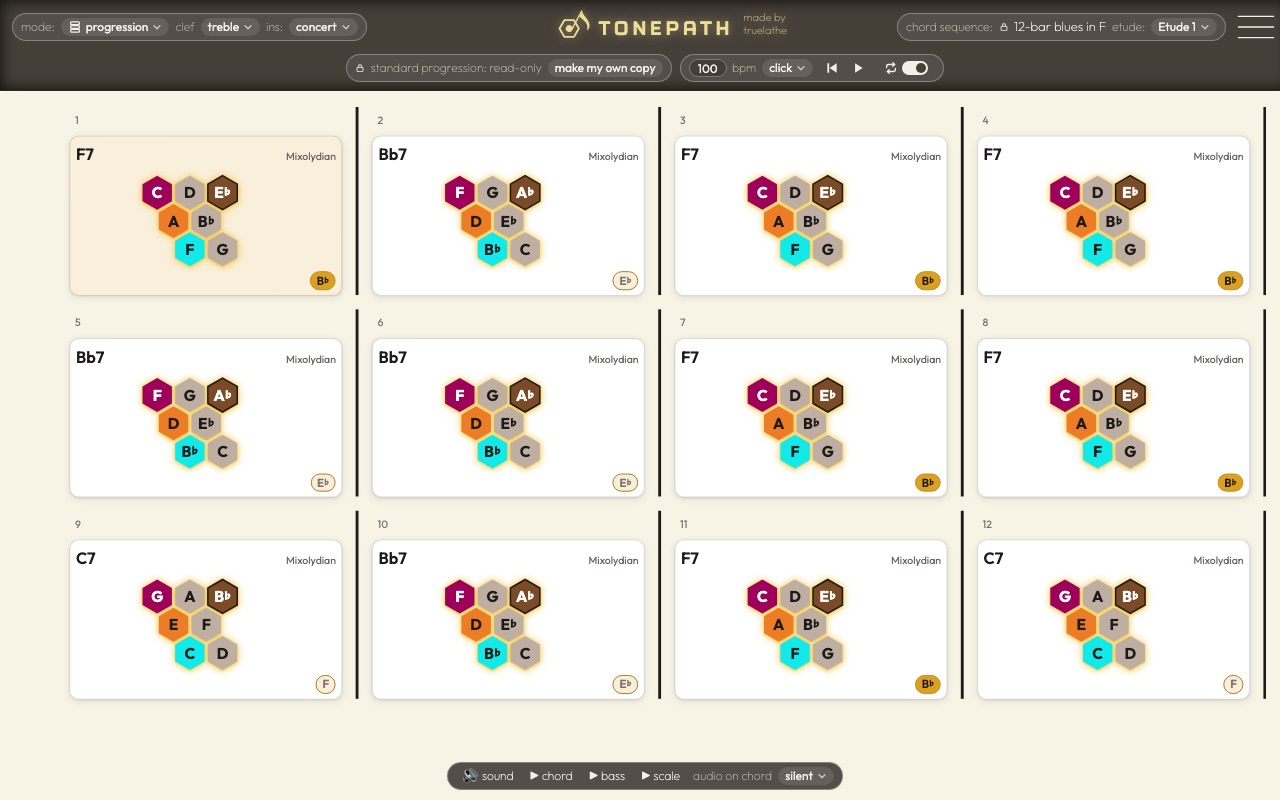 mode: progression clef treble ins: concert
TONEPATH
made by
truelathe
chord sequence: 12-bar blues in F etude: Etude 1
standard progression: read-only make my own copy
100 bpm click
1 2 3 4
F7 Mixolydian Bb7 Mixolydian F7 Mixolydian F7 Mixolydian
C D E♭ F G A♭ C D E♭ C D E♭
A B♭ D E♭ A B♭ A B♭
F G B♭ C F G F G
B♭ E♭ B♭ B♭
5 6 7 8
Bb7 Mixolydian Bb7 Mixolydian F7 Mixolydian F7 Mixolydian
F G A♭ F G A♭ C D E♭ C D E♭
D E♭ D E♭ A B♭ A B♭
B♭ C B♭ C F G F G
E♭ E♭ B♭ B♭
9 10 11 12
C7 Mixolydian Bb7 Mixolydian F7 Mixolydian C7 Mixolydian
G A B♭ F G A♭ C D E♭ G A B♭
E F D E♭ A B♭ E F
C D B♭ C F G C D
F E♭ B♭ F
sound chord bass scale audio on chord silent